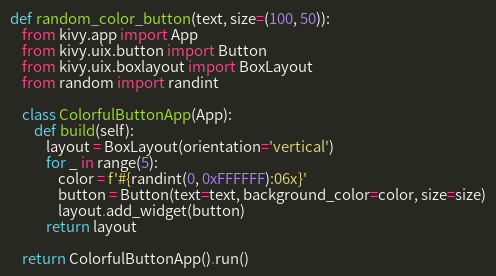 def random_color_button(text, size=(100, 50)):
    from kivy.app import App
    from kivy.uix.button import Button
    from kivy.uix.boxlayout import BoxLayout
    from random import randint

    class ColorfulButtonApp(App):
        def build(self):
            layout = BoxLayout(orientation='vertical')
            for _ in range(5):
                color = f'#{randint(0, 0xFFFFFF):06x}'
                button = Button(text=text, background_color=color, size=size)
                layout.add_widget(button)
            return layout

    return ColorfulButtonApp().run()